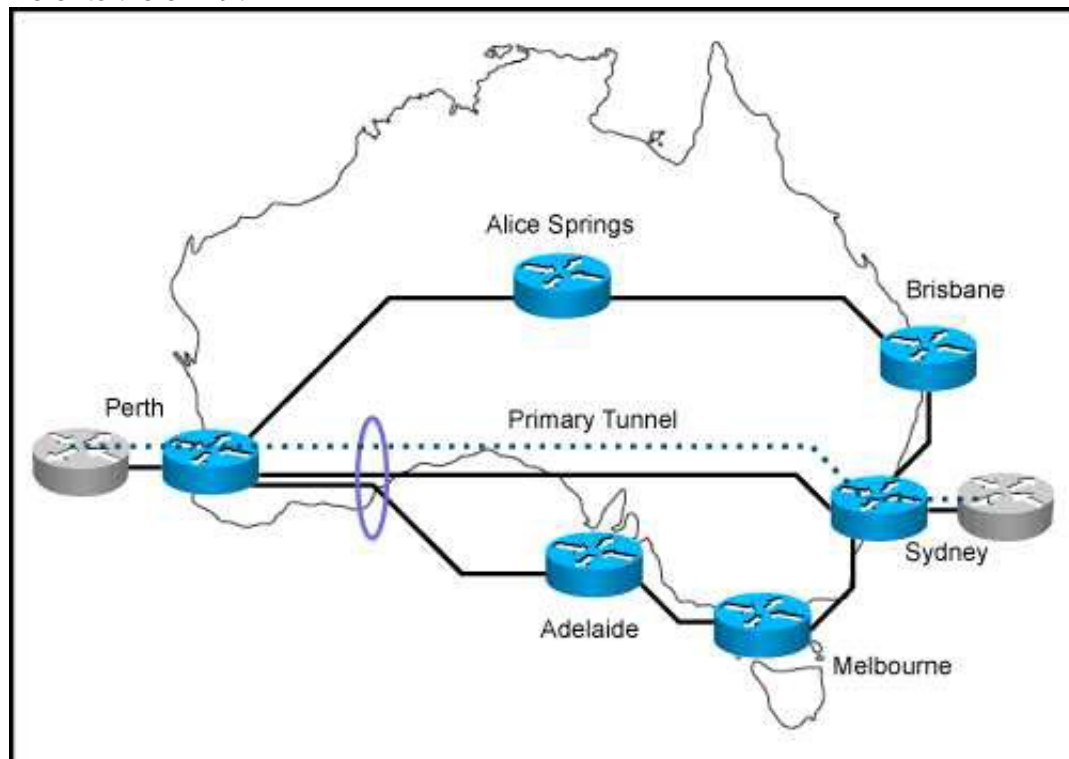 Alice Springs
Brisbane
Perth
Primary Tunnel
Sydney
Adelaide
Melbourne